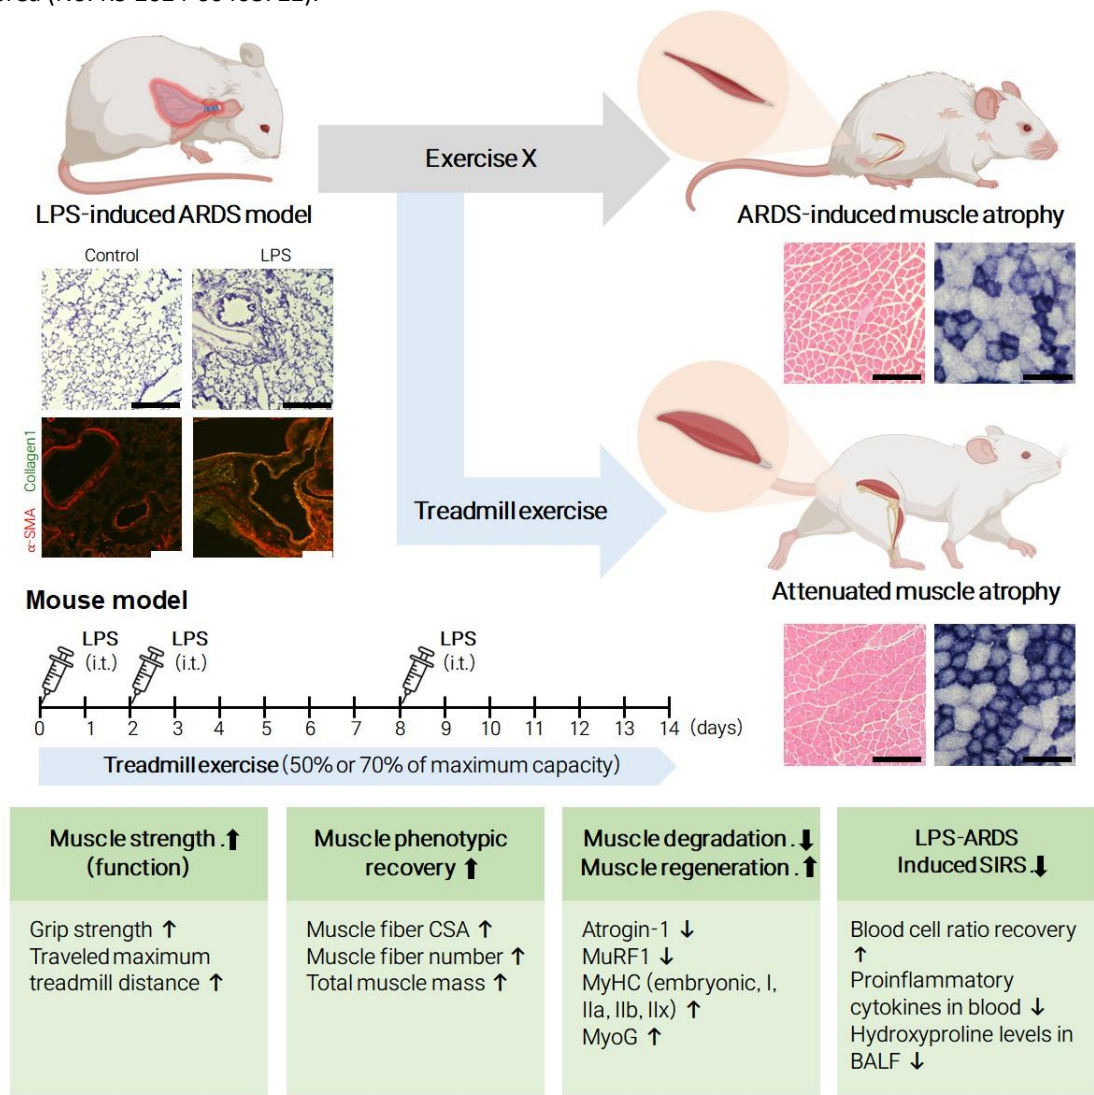 Exercise X
LPS-induced ARDS model
ARDS-induced muscle atrophy
Control
LPS
α-SMA Collagen1
Treadmill exercise
Attenuated muscle atrophy
Mouse model
LPS
(i.t.)
LPS
(i.t.)
LPS
(i.t.)
0 1 2 3 4 5 6 7 8 9 10 11 12 13 14 (days)
Treadmill exercise (50% or 70% of maximum capacity)
Muscle strength . ⬆
(function)
Grip strength ↑
Traveled maximum
treadmill distance ↑
Muscle phenotypic
recovery ⬆
Muscle fiber CSA ↑
Muscle fiber number ↑
Total muscle mass ↑
Muscle degradation . ⬇
Muscle regeneration . ⬆
Atrogin-1 ↓
MuRF1 ↓
MyHC (embryonic, I,
IIa, IIb, IIx) ↑
MyoG ↑
LPS-ARDS
Induced SIRS. ⬇
Blood cell ratio recovery
↑
Proinflammatory
cytokines in blood ↓
Hydroxyproline levels in
BALF ↓